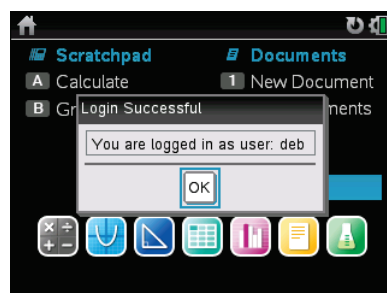 Scratchpad
Documents
A Calculate
1 New Document
B Gr
ments
Login Successful
You are logged in as user: deb
OK